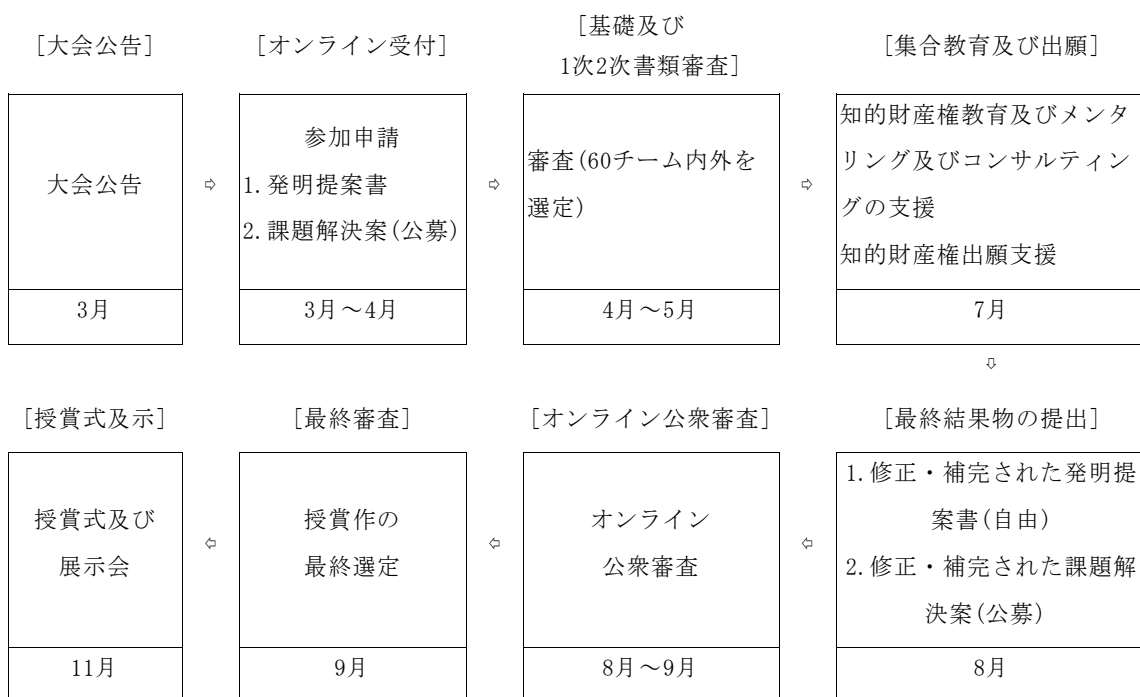 [大会公告]
[オンライン受付]
[基礎及び
1次2次書類審査]
[集合教育及び出願]
大会公告
3月
⇨
参加申請
1.発明提案書
2.課題解決案(公募)
3月～4月
⇨
審査(60チーム内外を
選定)
4月～5月
⇨
知的財産権教育及びメンタ
リング及びコンサルティン
グの支援
知的財産権出願支援
7月
⇩
[最終結果物の提出]
1.修正・補完された発明提
案書(自由)
2.修正・補完された課題解
決案(公募)
8月
⇦
[オンライン公衆審査]
オンライン
公衆審査
8月～9月
⇦
[最終審査]
授賞作の
最終選定
9月
⇦
[授賞式及示]
授賞式及び
展示会
11月